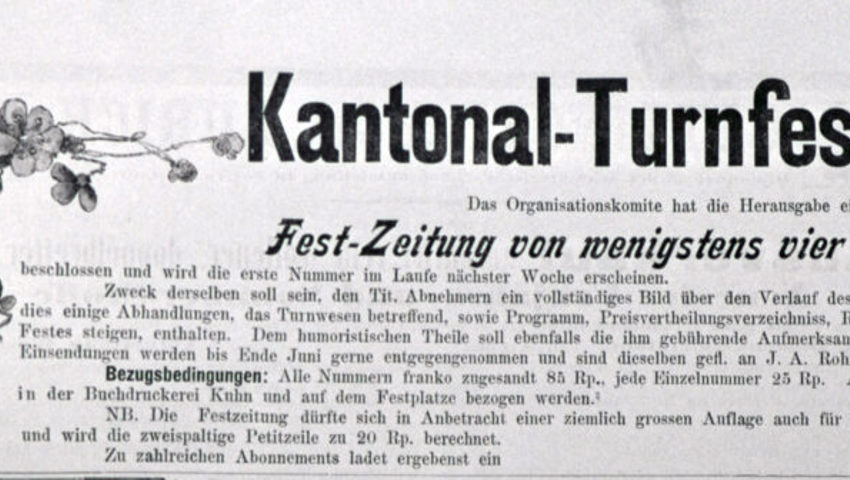 Kantonal-Turnfes
Das Organisationskomite hat die Herausgabe ei
Fest-Zeitung von wenigstens vier
beschlossen und wird die erste Nummer im Laufe nächster Woche erscheinen.
Zweck derselben soll sein, den Tit. Abnehmern ein vollständiges Bild über den Verlauf des
dies einige Abhandlungen, das Turnwesen betreffend, sowie Programm, Preisvertheilungsverzeichniss, R
Festes steigen, enthalten. Dem humoristischen Theile soll ebenfalls die ihm gebührende Aufmerksam
Einsendungen werden bis Ende Juni gerne entgegengenommen und sind dieselben gefl. an J. A. Roh
Bezugsbedingungen: Alle Nummern franko zugesandt 85 Rp., jede Einzelnummer 25 Rp.
in der Buchdruckerei Kuhn und auf dem Festplatze bezogen werden.
NB. Die Festzeitung dürfte sich in Anbetracht einer ziemlich grossen Auflage auch für
und wird die zweispaltige Petitzeile zu 20 Rp. berechnet.
Zu zahlreichen Abonnements ladet ergebenst ein